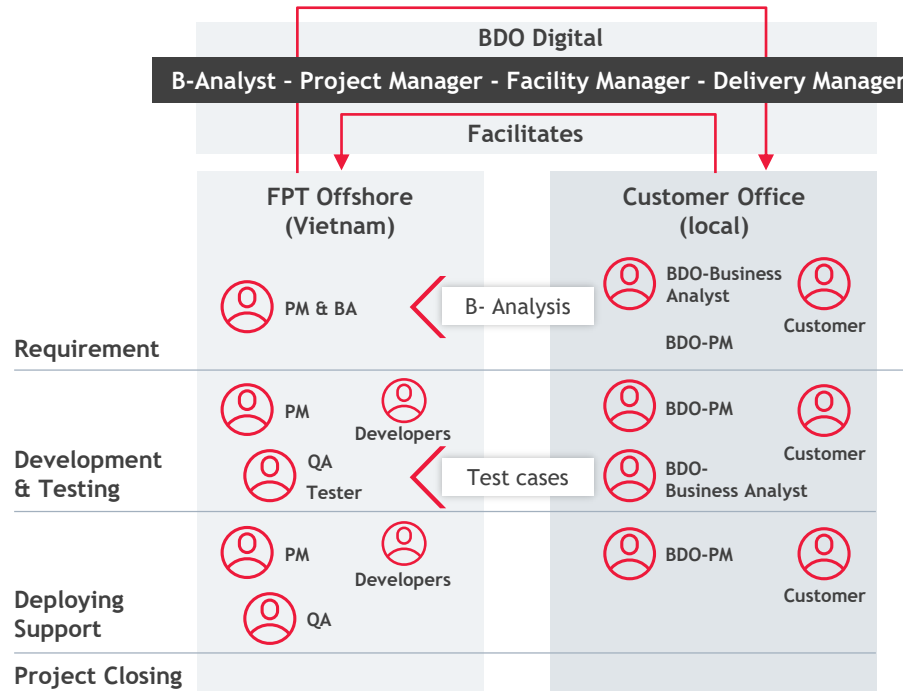 BDO Digital
B-Analyst - Project Manager - Facility Manager - Delivery Manager
Facilitates
FPT Offshore
(Vietnam)
Customer Office
(local)
PM & BA
B- Analysis
BDO-Business
Analyst
BDO-PM
Customer
Requirement
PM
Developers
BDO-PM
Customer
Development
& Testing
QA
Tester
Test cases
BDO-
Business Analyst
PM
Developers
BDO-PM
Customer
Deploying
Support
QA
Project Closing